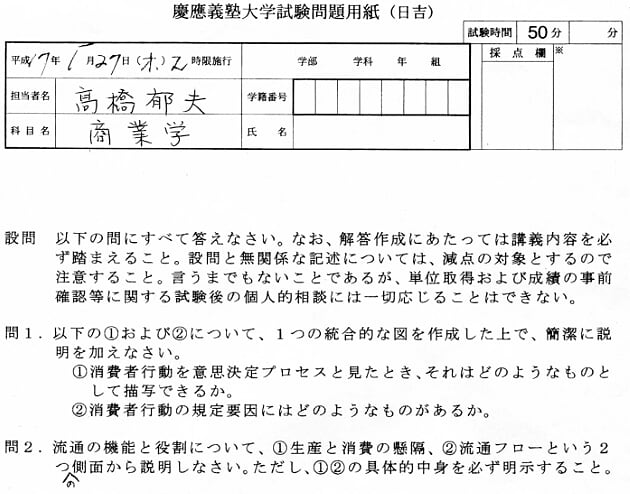 慶應義塾大学試験問題用紙（日吉）
試験時間 50分 分
平成17年1月27日（木）2時限施行 学部 学科 年 組 採点欄 ※
担当者名 高橋郁夫 学籍番号
科目名 商業学 氏名
設問 以下の問にすべて答えなさい。なお、解答作成にあたっては講義内容を必
ず踏まえること。設問と無関係な記述については、減点の対象とするので
注意すること。言うまでもないことであるが、単位取得および成績の事前
確認等に関する試験後の個人的相談には一切応じることはできない。
問１．以下の①および②について、１つの統合的な図を作成した上で、簡潔に説
明を加えなさい。
①消費者行動を意思決定プロセスと見たとき、それはどのようなものと
して描写できるか。
②消費者行動の規定要因にはどのようなものがあるか。
問２．流通の機能と役割について、①生産と消費の懸隔、②流通フローという２
つの側面から説明しなさい。ただし、①②の具体的中身を必ず明示すること。